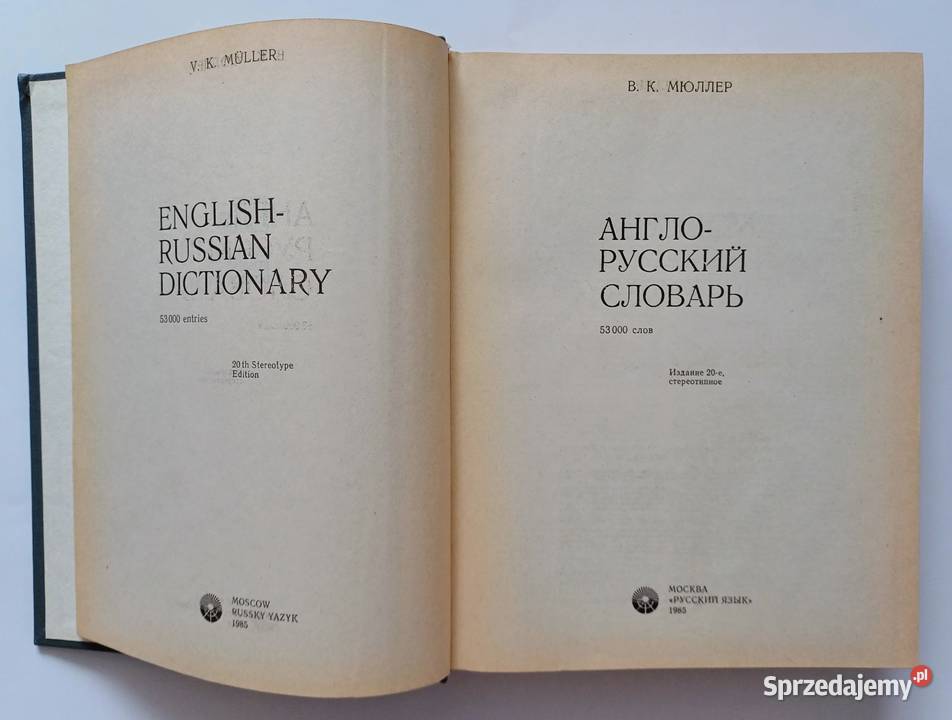 V. K. MÜLLER
ENGLISH-
RUSSIAN
DICTIONARY
53000 entries
20th Stereotype
Edition
MOSCOW
RUSSKY YAZYK
1985
В. К. МЮЛЛЕР
АНГЛО-
РУССКИЙ
СЛОВАРЬ
53000 слов
Издание 20-е,
стереотипное
МОСКВА
«РУССКИЙ ЯЗЫК»
1985
Sprzedajemy.pl